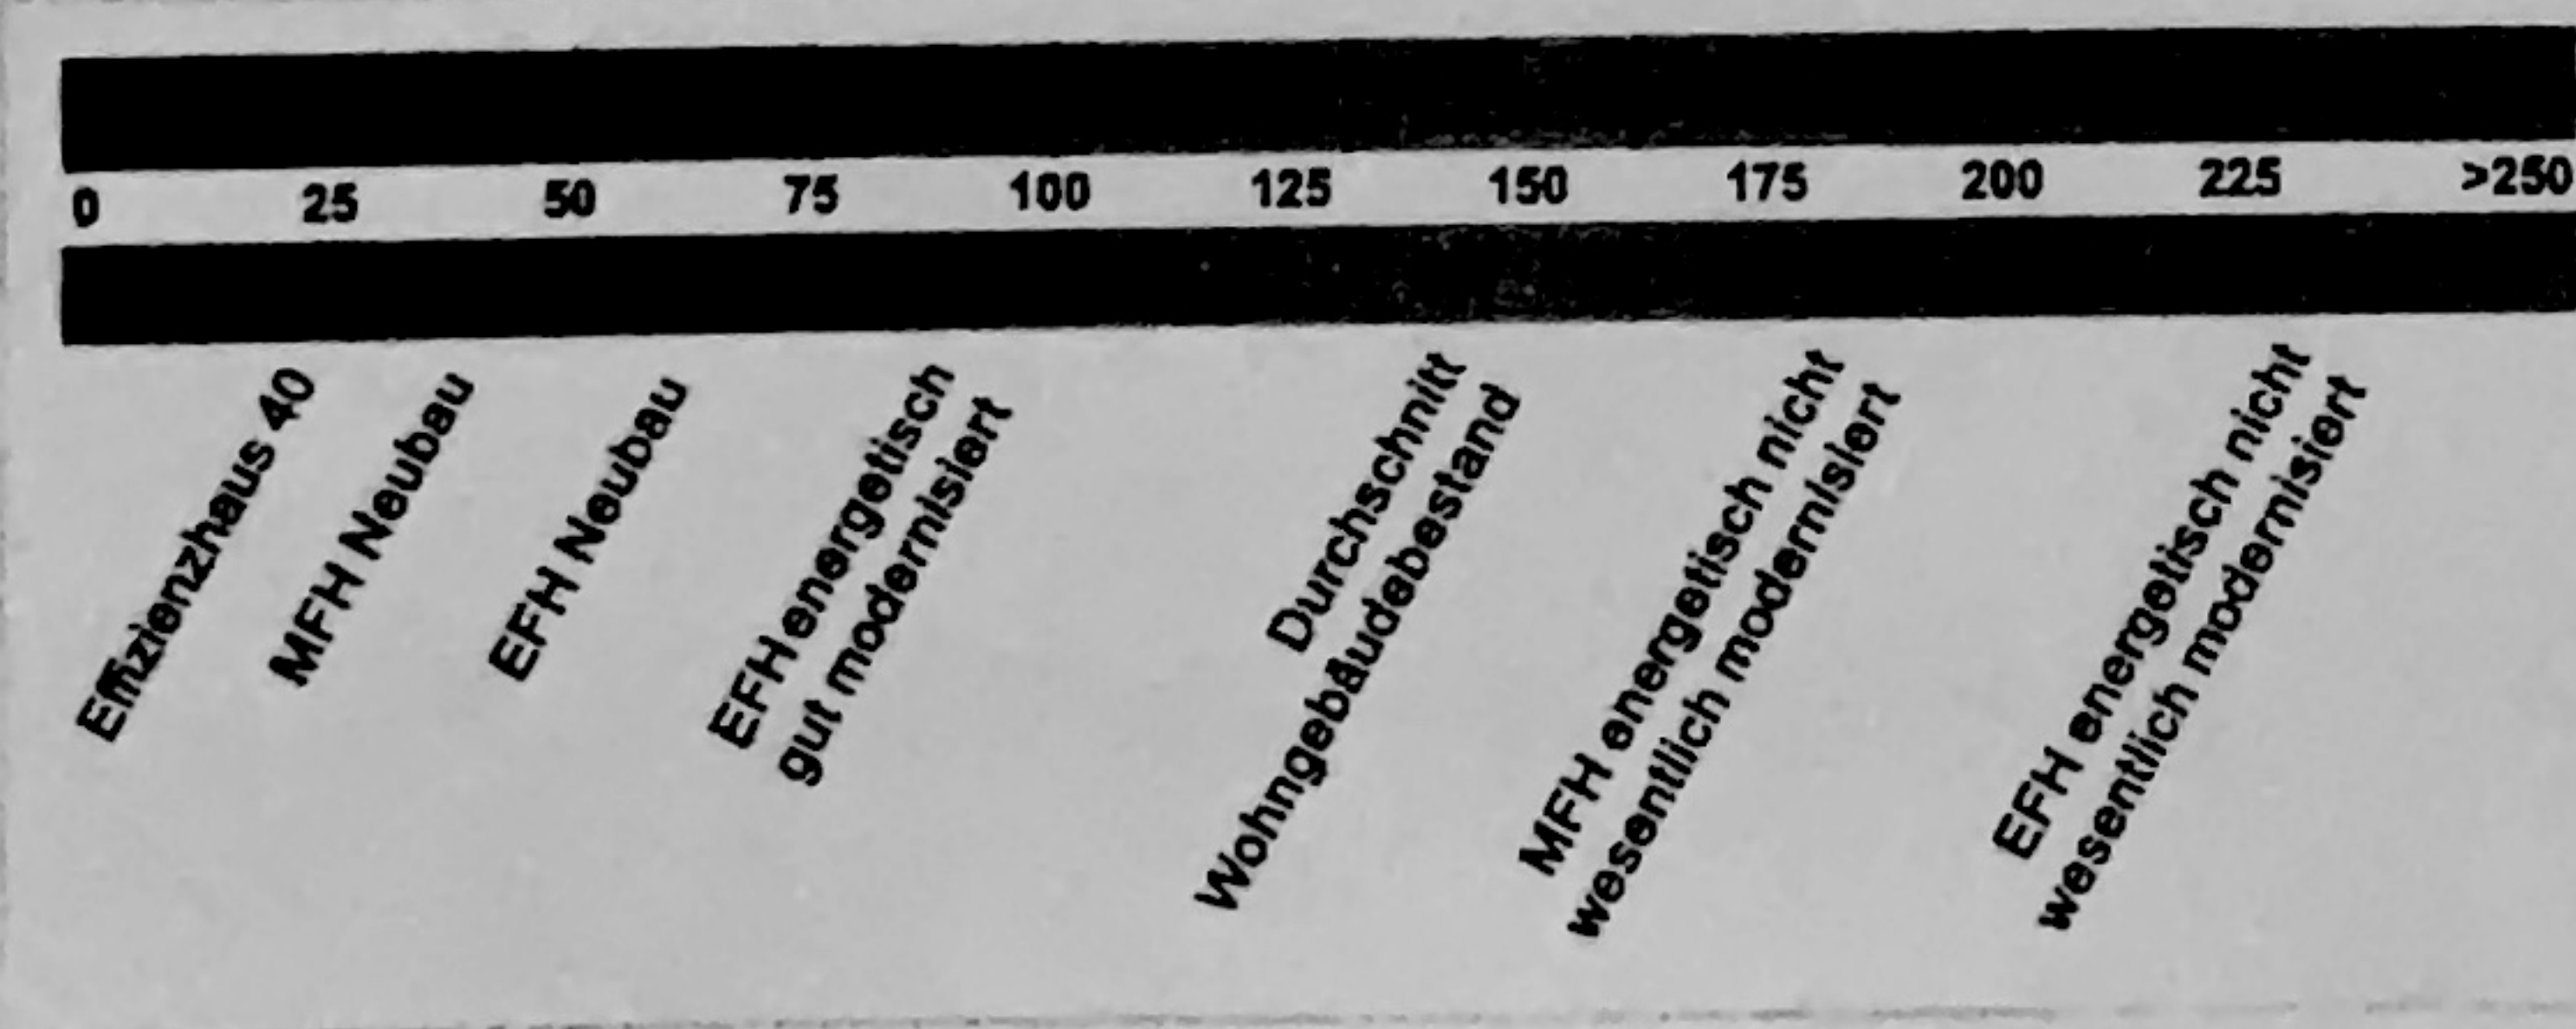 0 25 50 75 100 125 150 175 200 225 >250
Effizienzhaus 40
MFH Neubau
EFH Neubau
EFH energetisch
gut modernisiert
Durchschnitt
Wohngebäudebestand
MFH energetisch nicht
wesentlich modernisiert
EFH energetisch nicht
wesentlich modernisiert